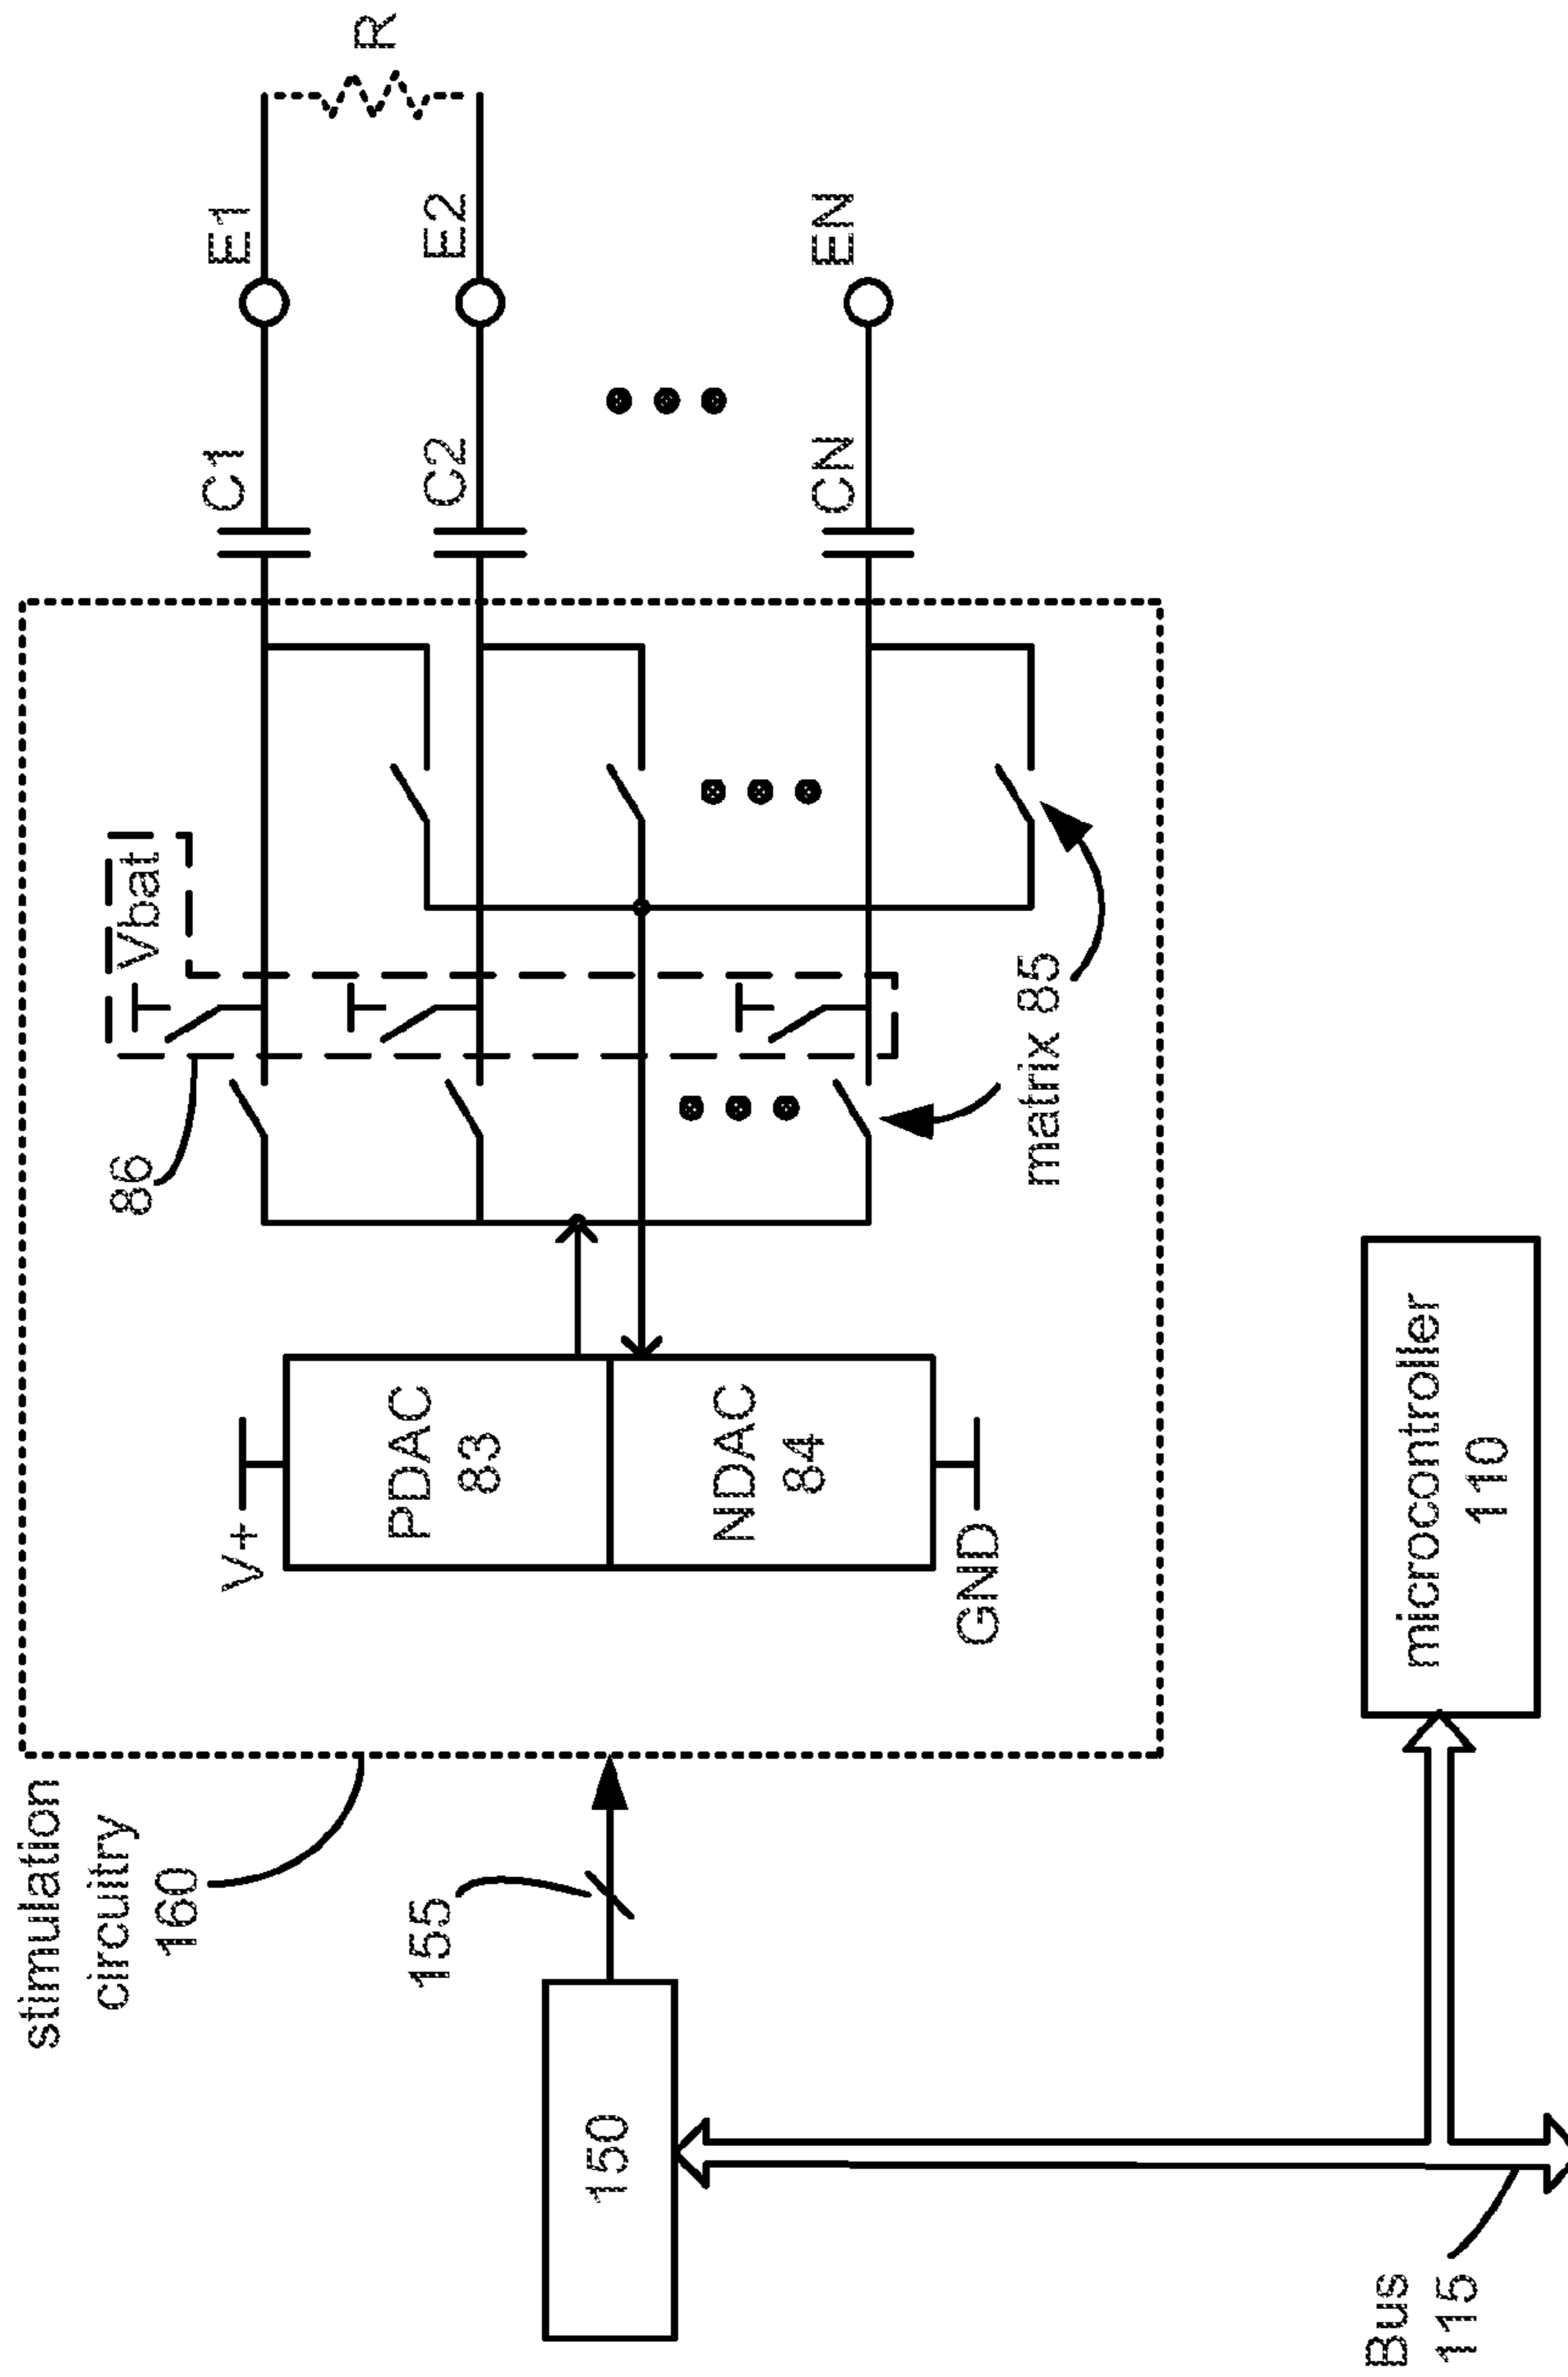 stimulation
circuitry
160
86
Vbat
C1
E1
R
C2
E2
CN
EN
V+
PDAC
83
NDAC
84
GND
matrix 85
155
150
microcontroller
110
Bus
115